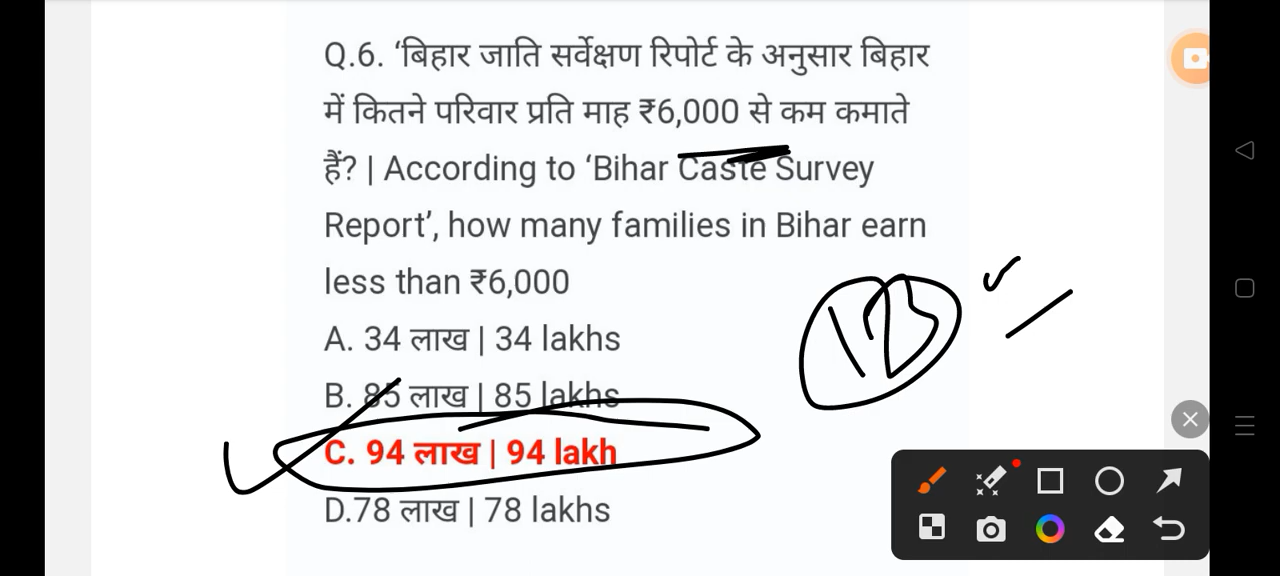 Q.6. ‘बिहार जाति सर्वेक्षण रिपोर्ट के अनुसार बिहार
में कितने परिवार प्रति माह ₹6,000 से कम कमाते
हैं? | According to ‘Bihar Caste Survey
Report’, how many families in Bihar earn
less than ₹6,000
A. 34 लाख | 34 lakhs
B. 85 लाख | 85 lakhs
C. 94 लाख | 94 lakh
D.78 लाख | 78 lakhs